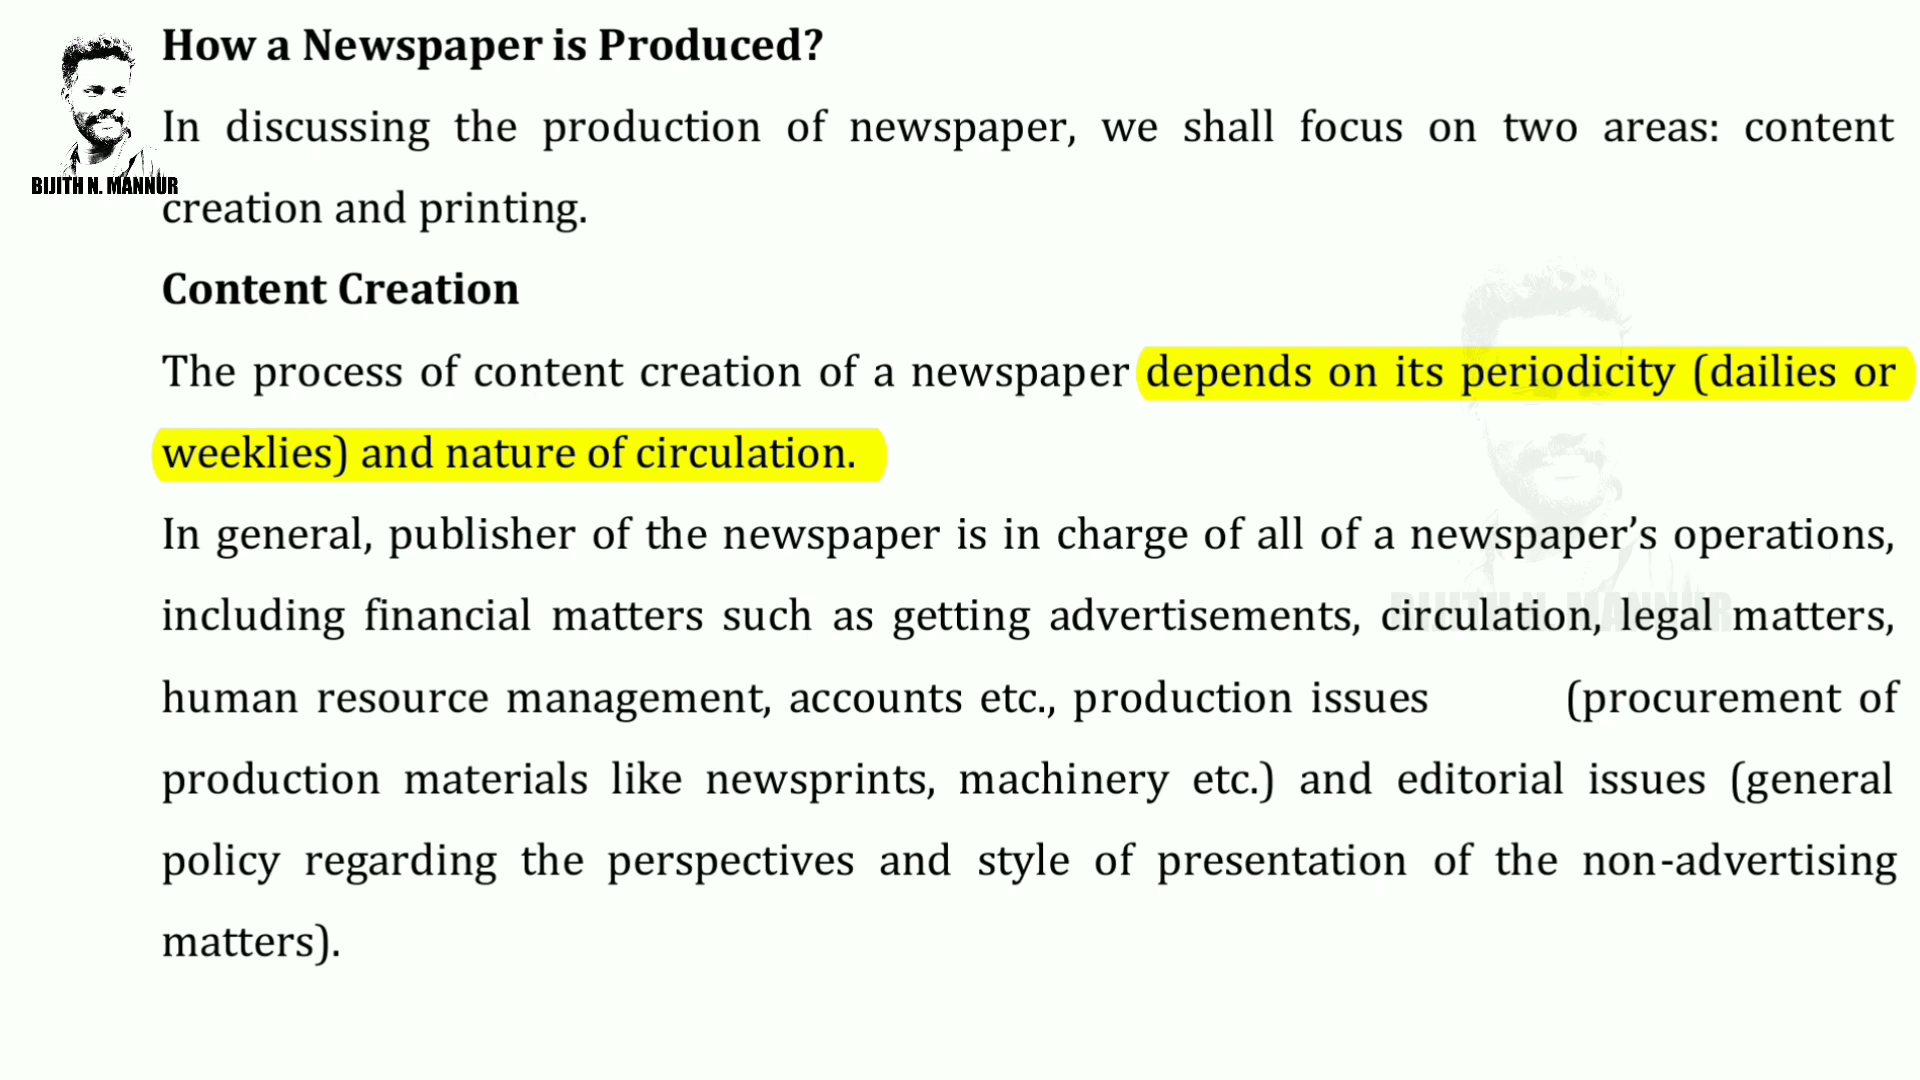 How a Newspaper is Produced?
In discussing the production of newspaper, we shall focus on two areas: content
creation and printing.
BIJITH N. MANNUR
Content Creation
The process of content creation of a newspaper depends on its periodicity (dailies or
weeklies) and nature of circulation.
In general, publisher of the newspaper is in charge of all of a newspaper’s operations,
including financial matters such as getting advertisements, circulation, legal matters,
BIJITH N. MANNUR
human resource management, accounts etc., production issues (procurement of
production materials like newsprints, machinery etc.) and editorial issues (general
policy regarding the perspectives and style of presentation of the non-advertising
matters).